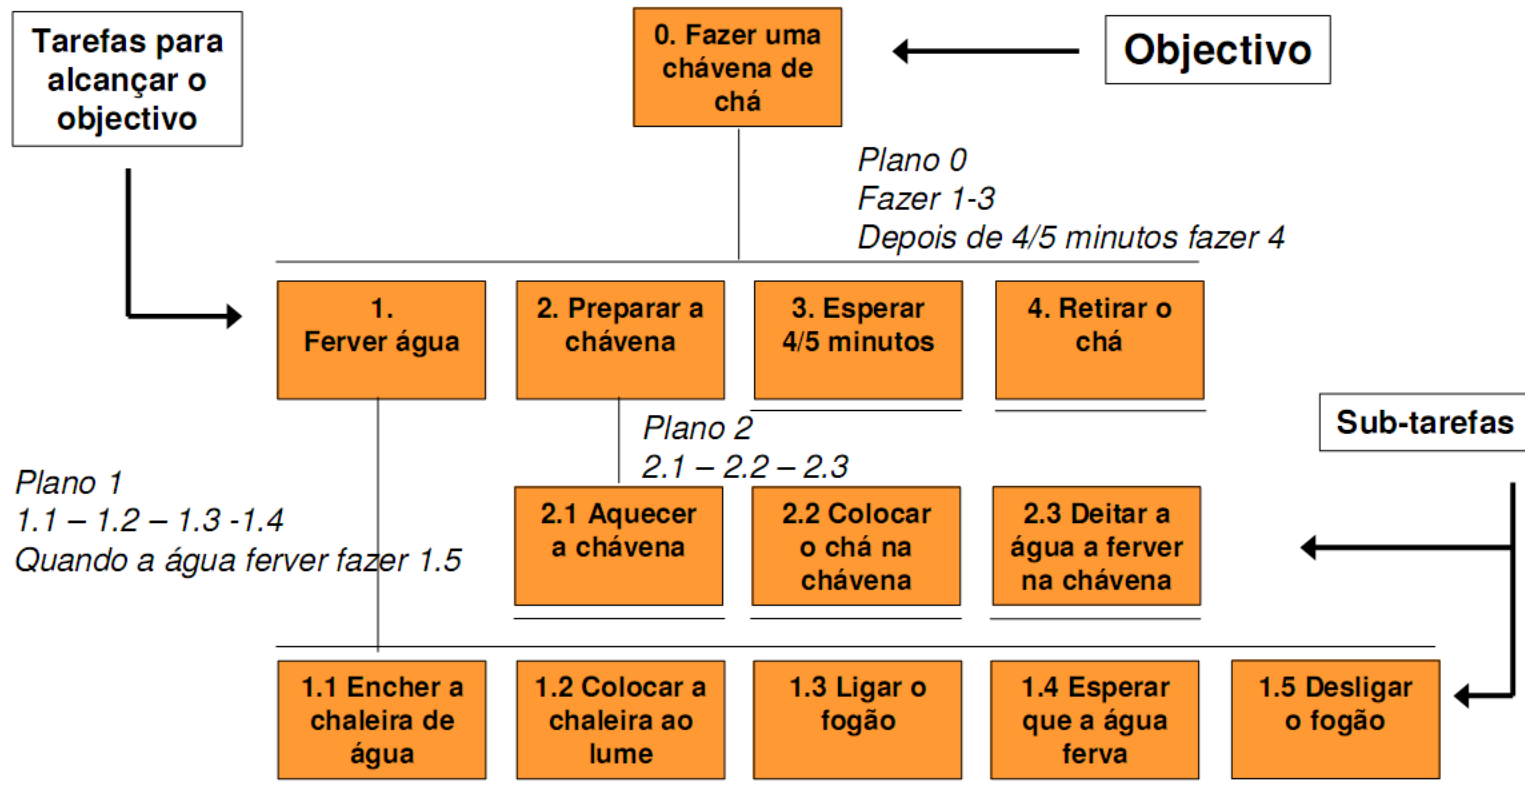 Tarefas para
alcançar o
objectivo
0. Fazer uma
chávena de
chá
Objectivo
Plano 0
Fazer 1-3
Depois de 4/5 minutos fazer 4
1.
Ferver água
2. Preparar a
chávena
3. Esperar
4/5 minutos
4. Retirar o
chá
Sub-tarefas
Plano 2
2.1 – 2.2 – 2.3
Plano 1
1.1 – 1.2 – 1.3 -1.4
Quando a água ferver fazer 1.5
2.1 Aquecer
a chávena
2.2 Colocar
o chá na
chávena
2.3 Deitar a
água a ferver
na chávena
1.1 Encher a
chaleira de
água
1.2 Colocar a
chaleira ao
lume
1.3 Ligar o
fogão
1.4 Esperar
que a água
ferva
1.5 Desligar
o fogão